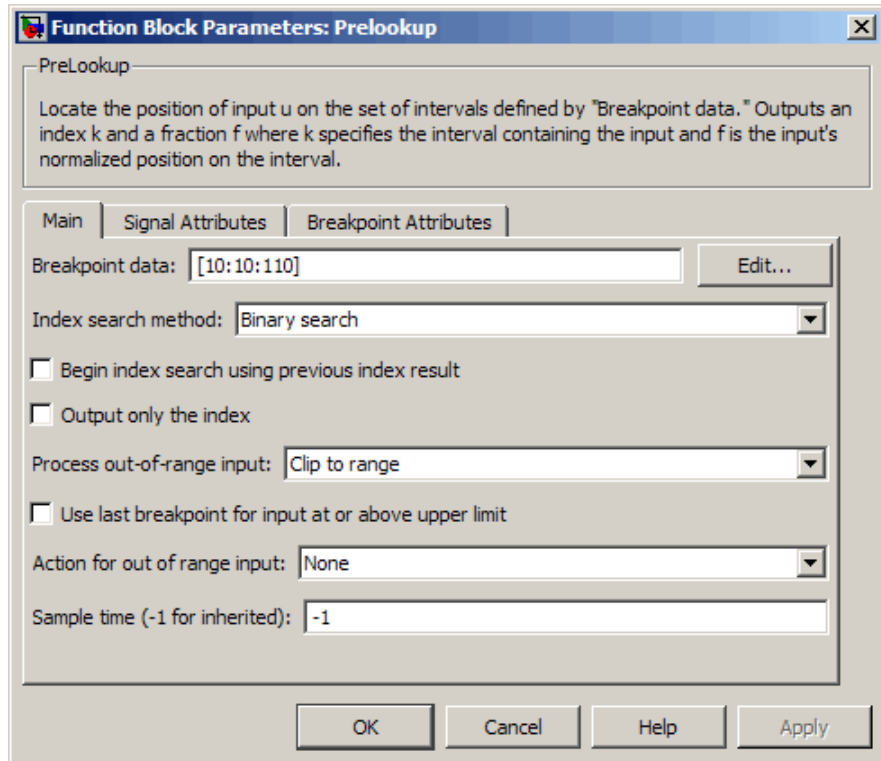 Function Block Parameters: Prelookup
PreLookup
Locate the position of input u on the set of intervals defined by "Breakpoint data." Outputs an
index k and a fraction f where k specifies the interval containing the input and f is the input's
normalized position on the interval.
Main Signal Attributes Breakpoint Attributes
Breakpoint data: [10:10:110] Edit...
Index search method: Binary search
Begin index search using previous index result
Output only the index
Process out-of-range input: Clip to range
Use last breakpoint for input at or above upper limit
Action for out of range input: None
Sample time (-1 for inherited): -1
OK Cancel Help Apply